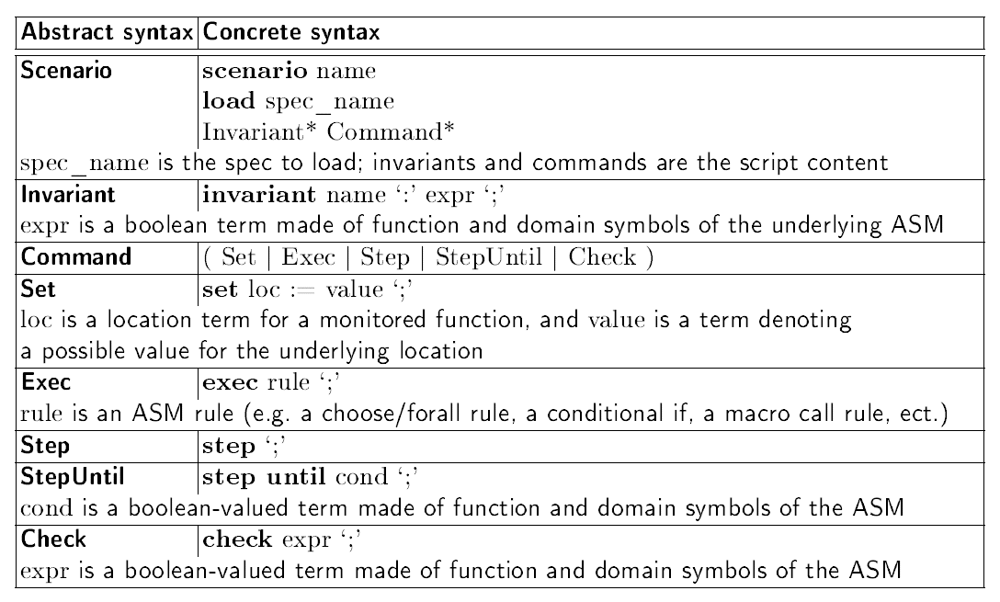 Abstract syntax Concrete syntax
Scenario scenario name
load spec_name
Invariant* Command*
spec_name is the spec to load; invariants and commands are the script content
Invariant invariant name ‘:’ expr ‘;’
expr is a boolean term made of function and domain symbols of the underlying ASM
Command ( Set | Exec | Step | StepUntil | Check )
Set set loc := value ‘;’
loc is a location term for a monitored function, and value is a term denoting
a possible value for the underlying location
Exec exec rule ‘;’
rule is an ASM rule (e.g. a choose/forall rule, a conditional if, a macro call rule, ect.)
Step step ‘;’
StepUntil step until cond ‘;’
cond is a boolean-valued term made of function and domain symbols of the ASM
Check check expr ‘;’
expr is a boolean-valued term made of function and domain symbols of the ASM